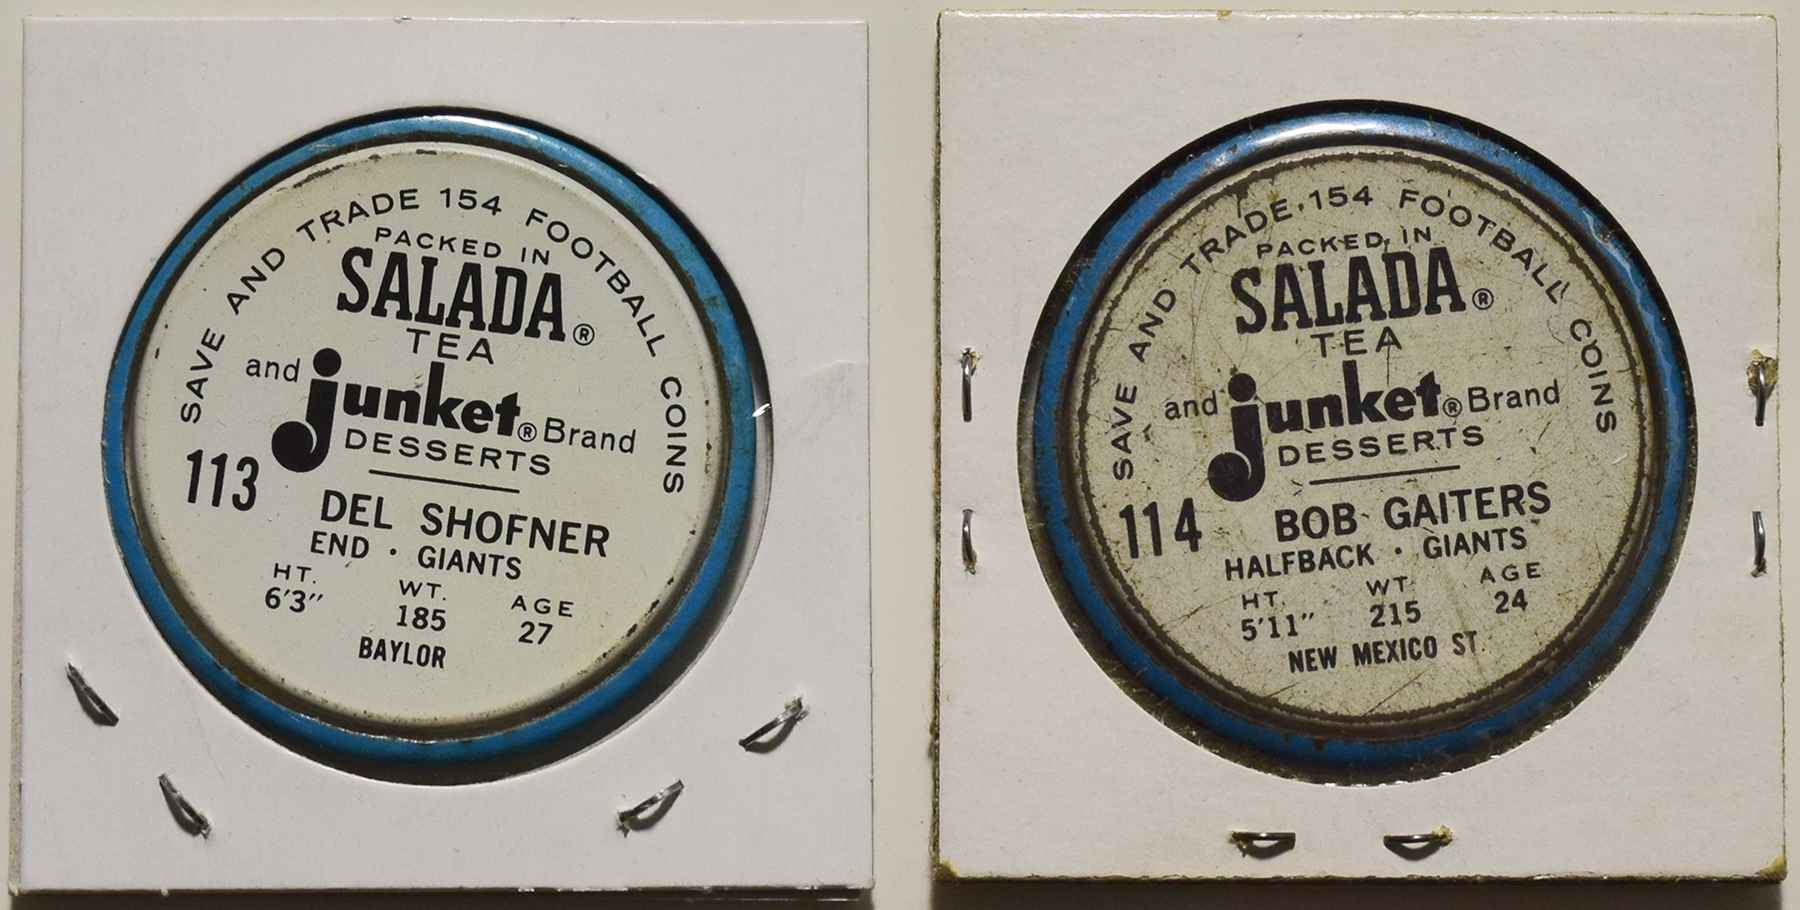 SAVE AND TRADE 154 FOOTBALL COINS
PACKED IN
SALADA®
TEA
and junket® Brand
DESSERTS
113
DEL SHOFNER
END · GIANTS
HT. WT. AGE
6'3" 185 27
BAYLOR
SAVE AND TRADE 154 FOOTBALL COINS
PACKED IN
SALADA®
TEA
and junket® Brand
DESSERTS
114
BOB GAITERS
HALFBACK · GIANTS
HT. WT. AGE
5'11" 215 24
NEW MEXICO ST.